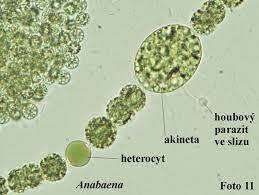 houbový
parazit
ve slizu
akineta
heterocyt
Anabaena
Foto 11